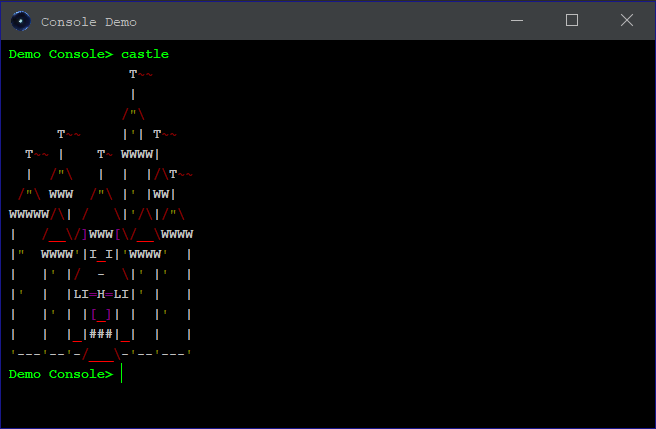 Console Demo
Demo Console> castle
               T~~
               |
              /"\
      T~~     |'| T~~
  T~~ |    T~ WWWW|
  |  /"\   |  |  |/\T~~
 /"\ WWW  /"\ |' |WW|
WWWWW/\| /   \|'/\|/"\
|   /__\/]WWW[\/__\WWWW
|"  WWWW'|I_I|'WWWW'  |
|   |' |/  -  \|' |'  |
|'  |  |LI=H=LI|' |   |
|   |' | |[_]| |  |'  |
|   |  |_|###|_|  |   |
'---'--'-/___\-'--'---'
Demo Console>